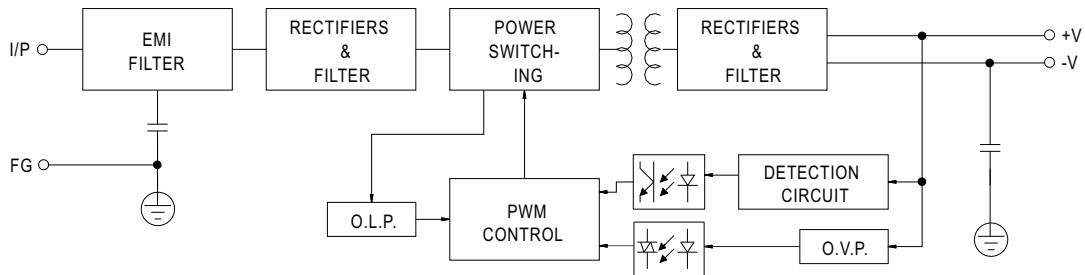 I/P
EMI
FILTER
RECTIFIERS
&
FILTER
POWER
SWITCH-
ING
RECTIFIERS
&
FILTER
+V
-V
FG
O.L.P.
PWM
CONTROL
DETECTION
CIRCUIT
O.V.P.